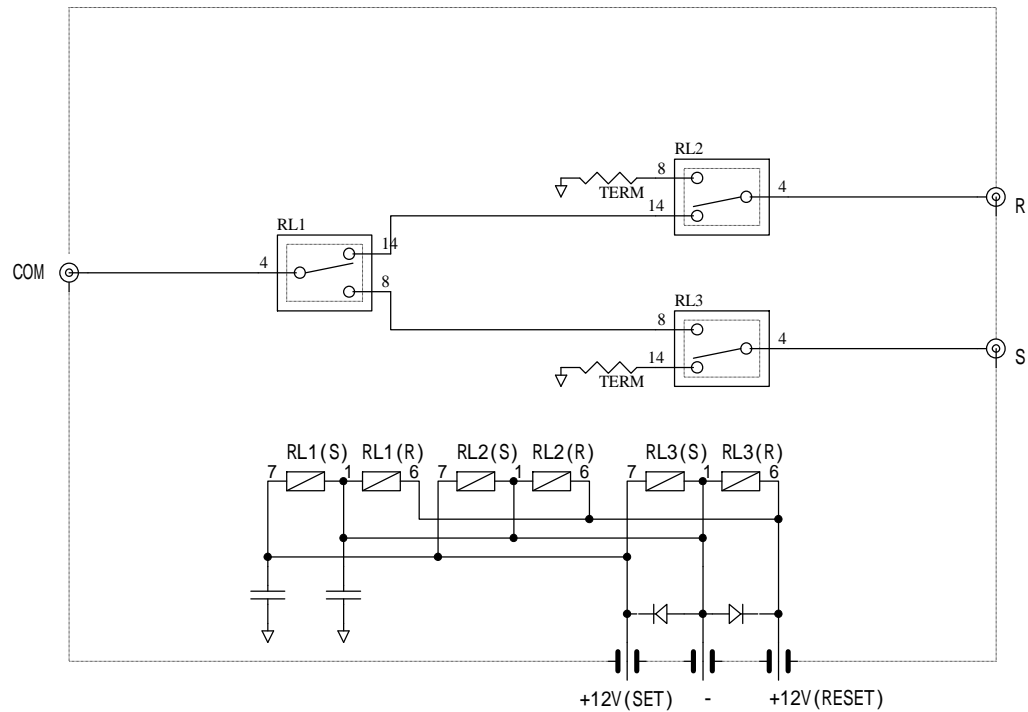 RL2
8
4
TERM
14
R
RL1
14
4
COM
8
RL3
8
4
14
S
TERM
RL1(S) RL1(R) RL2(S) RL2(R) RL3(S) RL3(R)
7 1 6 7 1 6 7 1 6
+12V(SET) - +12V(RESET)